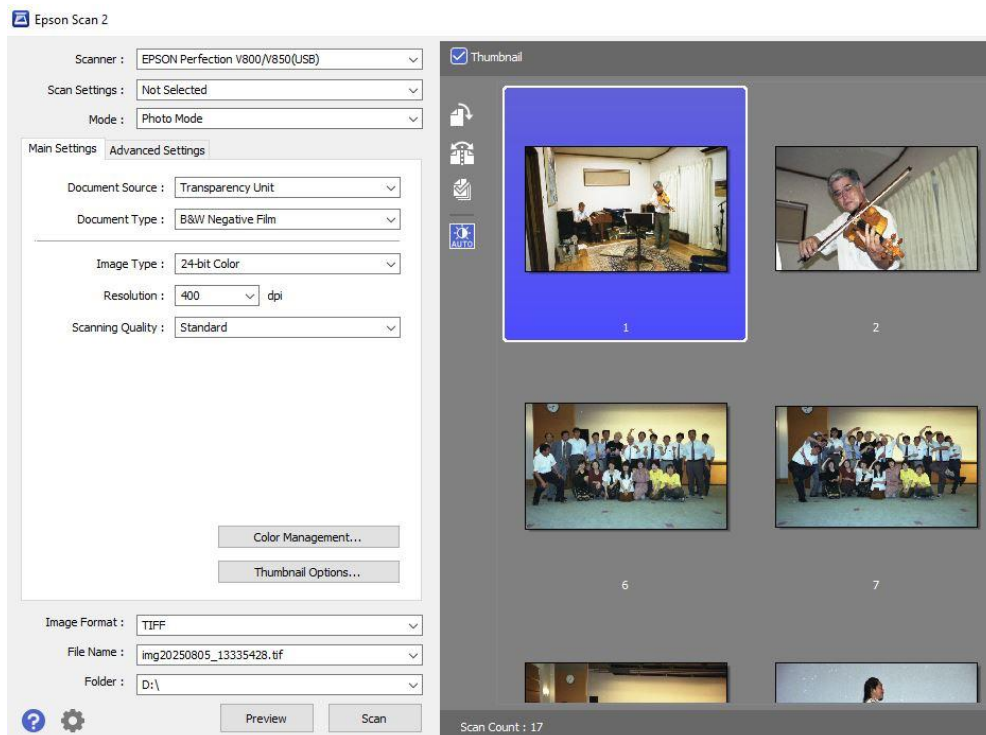 Epson Scan 2
Scanner : EPSON Perfection V800/V850(USB)
Scan Settings : Not Selected
Mode : Photo Mode
Main Settings Advanced Settings
Document Source : Transparency Unit
Document Type : B&W Negative Film
Image Type : 24-bit Color
Resolution : 400 dpi
Scanning Quality : Standard
Color Management...
Thumbnail Options...
Image Format : TIFF
File Name : img20250805_13335428.tif
Folder : D:\
Preview Scan
Thumbnail
AUTO
1 2
6 7
Scan Count : 17